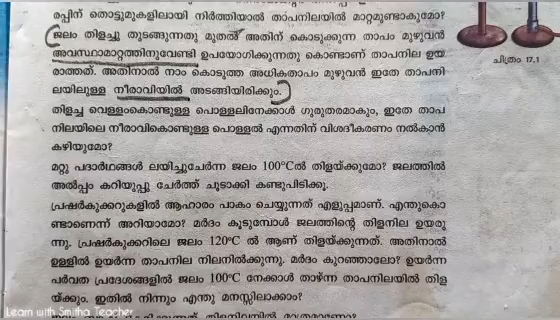 രപ്പിന് തൊട്ടുമുകളിലായി നിർത്തിയാൽ താപനിലയിൽ മാറ്റമുണ്ടാകുമോ?
ജലം തിളച്ചു തുടങ്ങുന്നതു മുതൽ അതിന് കൊടുക്കുന്ന താപം മുഴുവൻ
അവസ്ഥാമാറ്റത്തിനുവേണ്ടി ഉപയോഗിക്കുന്നതു കൊണ്ടാണ് താപനില ഉയ
രാത്തത്. അതിനാൽ നാം കൊടുത്ത അധികതാപം മുഴുവൻ ഇതേ താപനി
ലയിലുള്ള നീരാവിയിൽ അടങ്ങിയിരിക്കും.
ചിത്രം 17.1
തിളച്ച വെള്ളംകൊണ്ടുള്ള പൊള്ളലിനേക്കാൾ ഗുരുതരമാകും, ഇതേ താപ
നിലയിലെ നീരാവികൊണ്ടുള്ള പൊള്ളൽ എന്നതിന് വിശദീകരണം നൽകാൻ
കഴിയുമോ?
മറ്റു പദാർഥങ്ങൾ ലയിച്ചുചേർന്ന ജലം 100°Cൽ തിളയ്ക്കുമോ? ജലത്തിൽ
അൽപ്പം കറിയുപ്പു ചേർത്ത് ചൂടാക്കി കണ്ടുപിടിക്കൂ.
പ്രഷർകുക്കറുകളിൽ ആഹാരം പാകം ചെയ്യുന്നത് എളുപ്പമാണ്. എന്തുകൊ
ണ്ടാണെന്ന് അറിയാമോ? മർദം കൂടുമ്പോൾ ജലത്തിന്റെ തിളനില ഉയരു
ന്നു. പ്രഷർകുക്കറിലെ ജലം 120°C ൽ ആണ് തിളയ്ക്കുന്നത്. അതിനാൽ
ഉള്ളിൽ ഉയർന്ന താപനില നിലനിൽക്കുന്നു. മർദം കുറഞ്ഞാലോ? ഉയർന്ന
പർവത പ്രദേശങ്ങളിൽ ജലം 100°C നേക്കാൾ താഴ്ന്ന താപനിലയിൽ തിള
യ്ക്കും. ഇതിൽ നിന്നും എന്തു മനസ്സിലാക്കാം?
Learn with Smitha Teacher